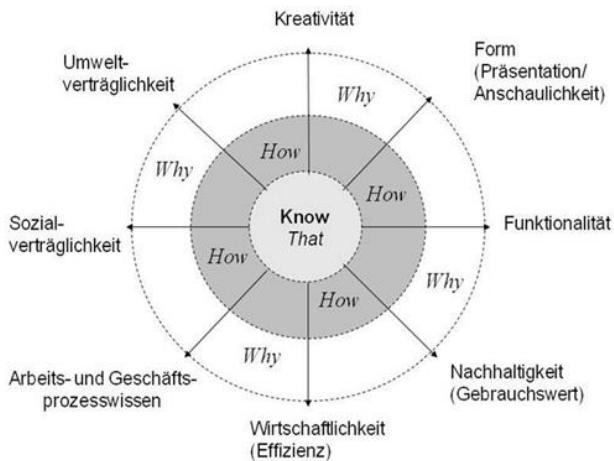 Kreativität
Umwelt-
verträglichkeit
Form
(Präsentation/
Anschaulichkeit)
Why
How
Why
How
Know
That
Sozial-
verträglichkeit
Funktionalität
How
How
Why
Why
Arbeits- und Geschäfts-
prozesswissen
Nachhaltigkeit
(Gebrauchswert)
Wirtschaftlichkeit
(Effizienz)